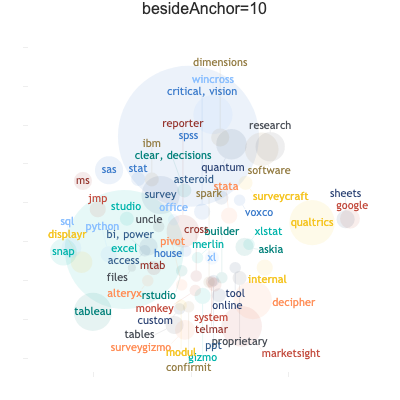 besideAnchor=10
dimensions
wincross
critical, vision
reporter
research
spss
ibm
clear, decisions
sas
stat
quantum
software
asteroid
ms
stata
jmp
survey
spark
surveycraft
sheets
studio
office
google
uncle
voxco
sql
python
qualtrics
displayr
bi, power
cross
builder
xlstat
pivot
merlin
snap
excel
house
askia
access
xl
mtab
files
internal
alteryx
rstudio
tool
decipher
online
tableau
monkey
custom
system
telmar
tables
proprietary
surveygizmo
modul
ppt
marketsight
gizmo
confirmit